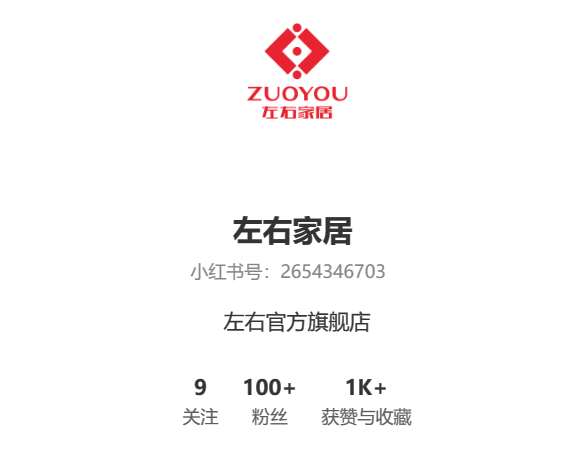 ZUOYOU
左右家居
左右家居
小红书号：2654346703
左右官方旗舰店
9 100+ 1K+
关注 粉丝 获赞与收藏